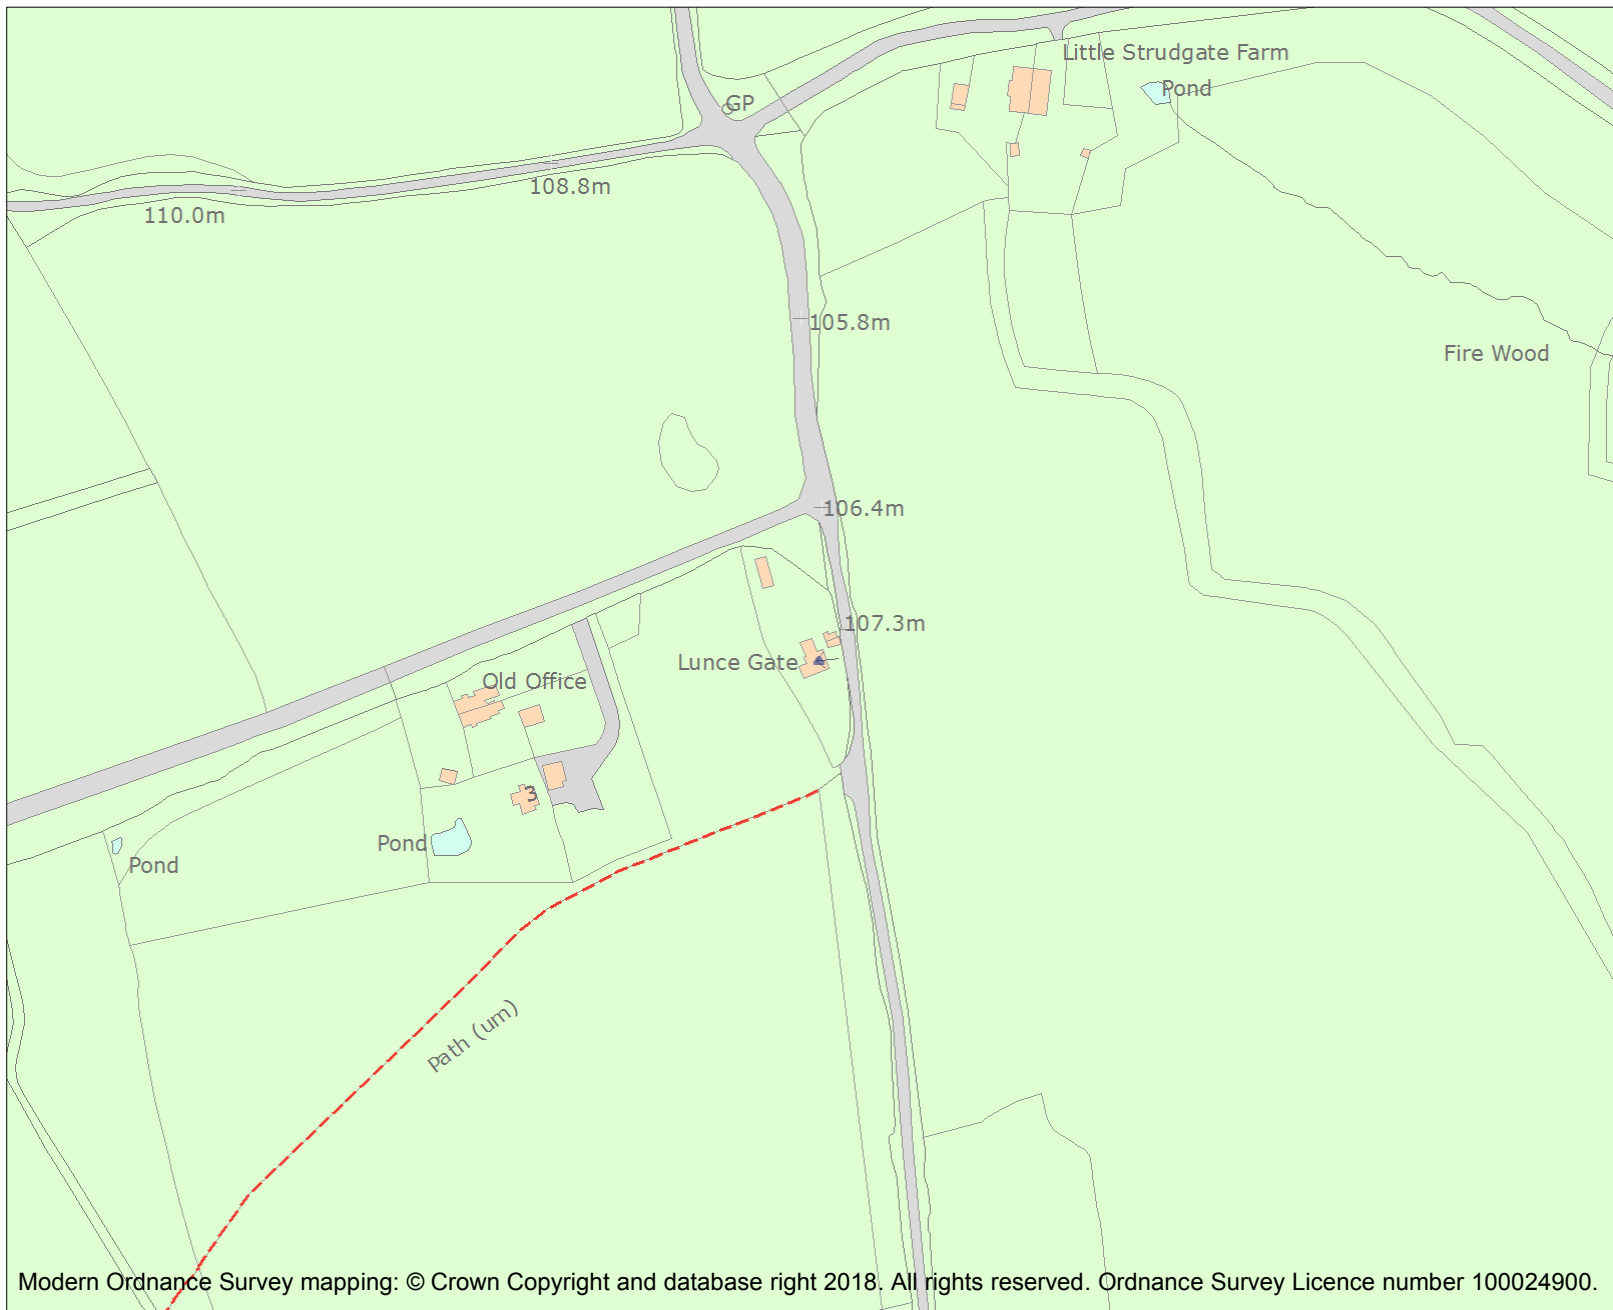 Little Strudgate Farm
Pond
GP
108.8m
110.0m
105.8m
Fire Wood
106.4m
107.3m
Lunce Gate
Old Office
3
Pond
Pond
Path (um)
Modern Ordnance Survey mapping: © Crown Copyright and database right 2018. All rights reserved. Ordnance Survey Licence number 100024900.